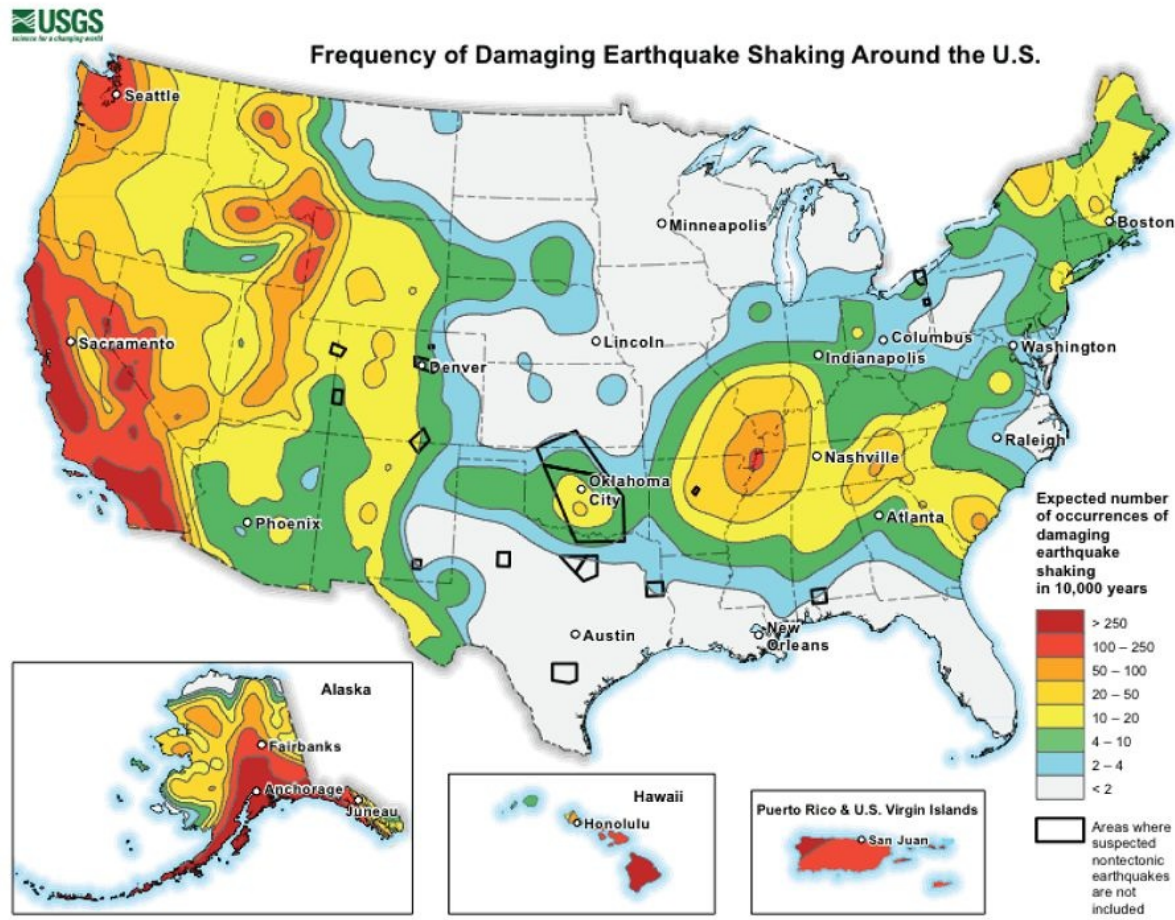 USGS
science for a changing world
Frequency of Damaging Earthquake Shaking Around the U.S.
Seattle
Minneapolis
Boston
Sacramento
Lincoln
Columbus
Washington
Indianapolis
Denver
Raleigh
Nashville
Oklahoma
City
Phoenix
Atlanta
Austin
New
Orleans
Expected number
of occurrences of
damaging
earthquake
shaking
in 10,000 years
> 250
100 – 250
50 – 100
20 – 50
10 – 20
4 – 10
2 – 4
< 2
Areas where
suspected
nontectonic
earthquakes
are not
included
Alaska
Fairbanks
Anchorage
Juneau
Hawaii
Honolulu
Puerto Rico & U.S. Virgin Islands
San Juan